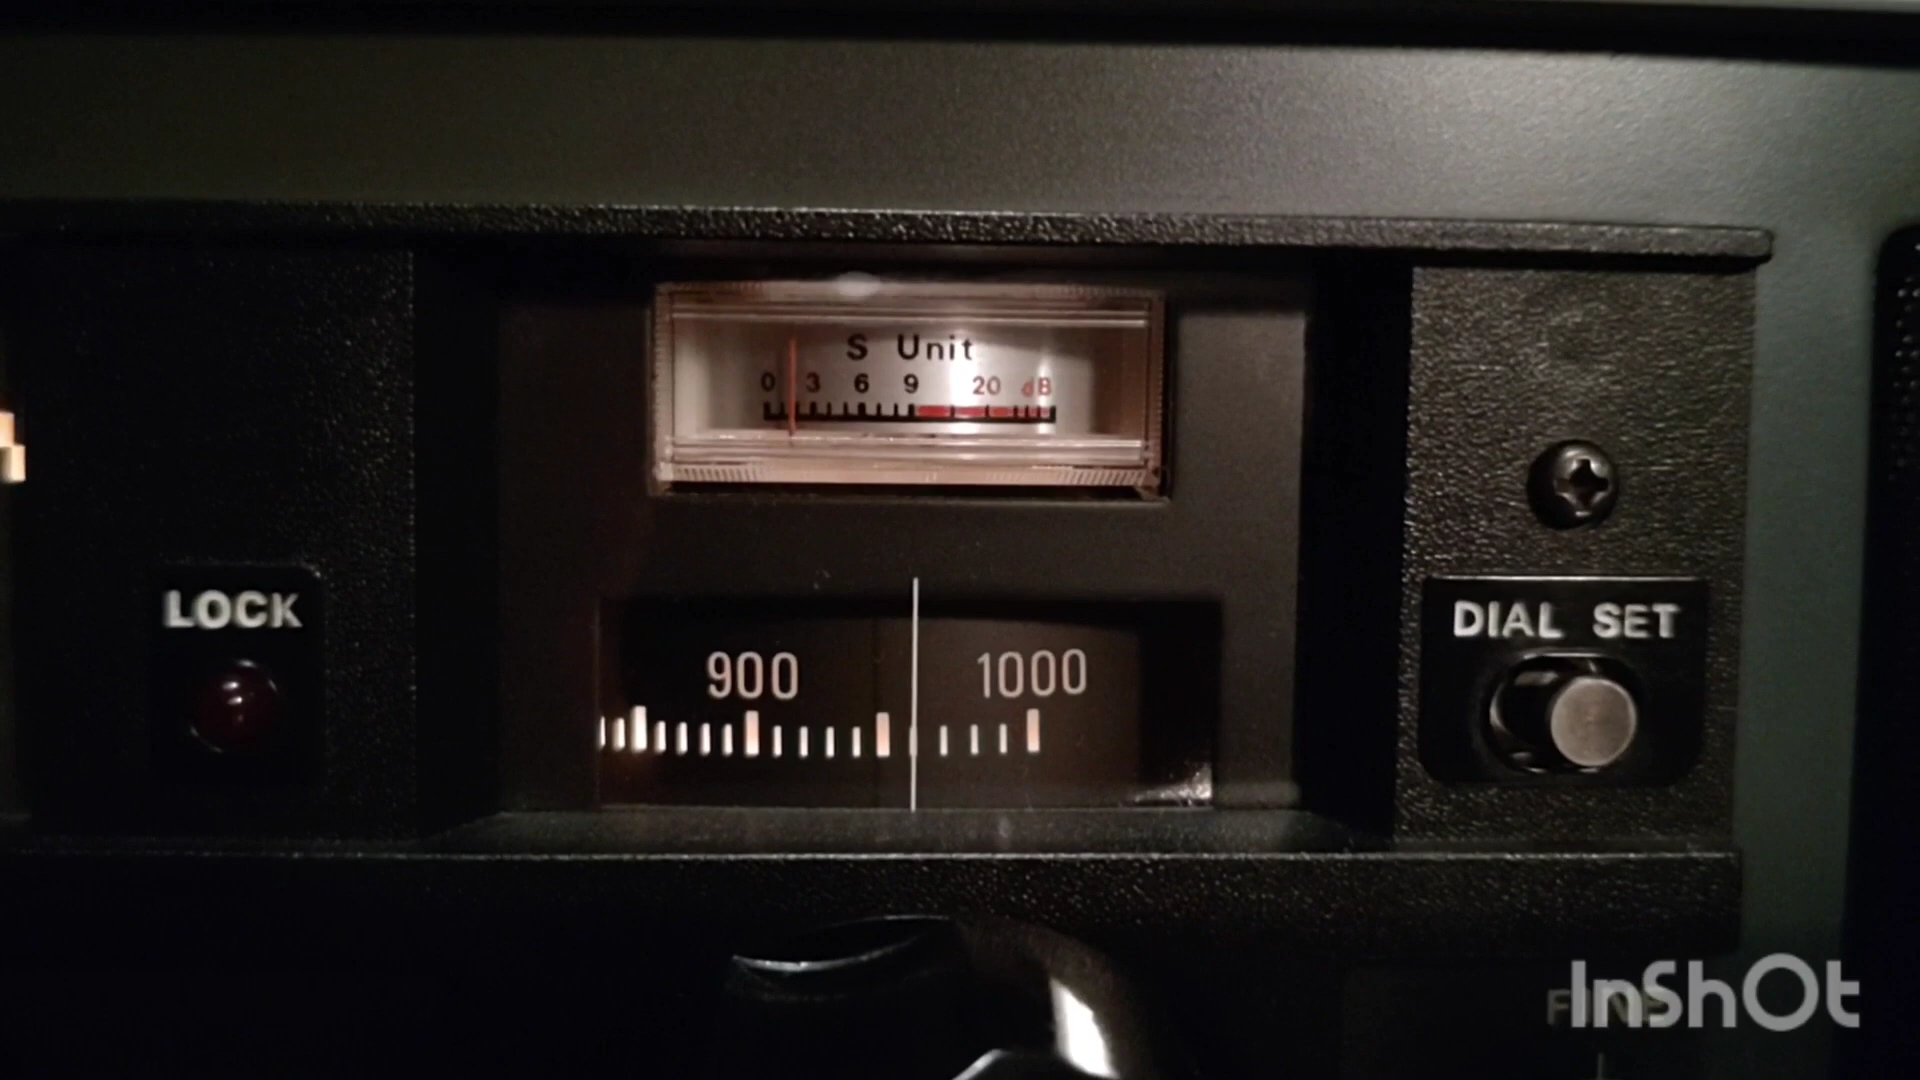 S Unit
0 3 6 9 20 dB
LOCK
DIAL SET
900 1000
InShOt